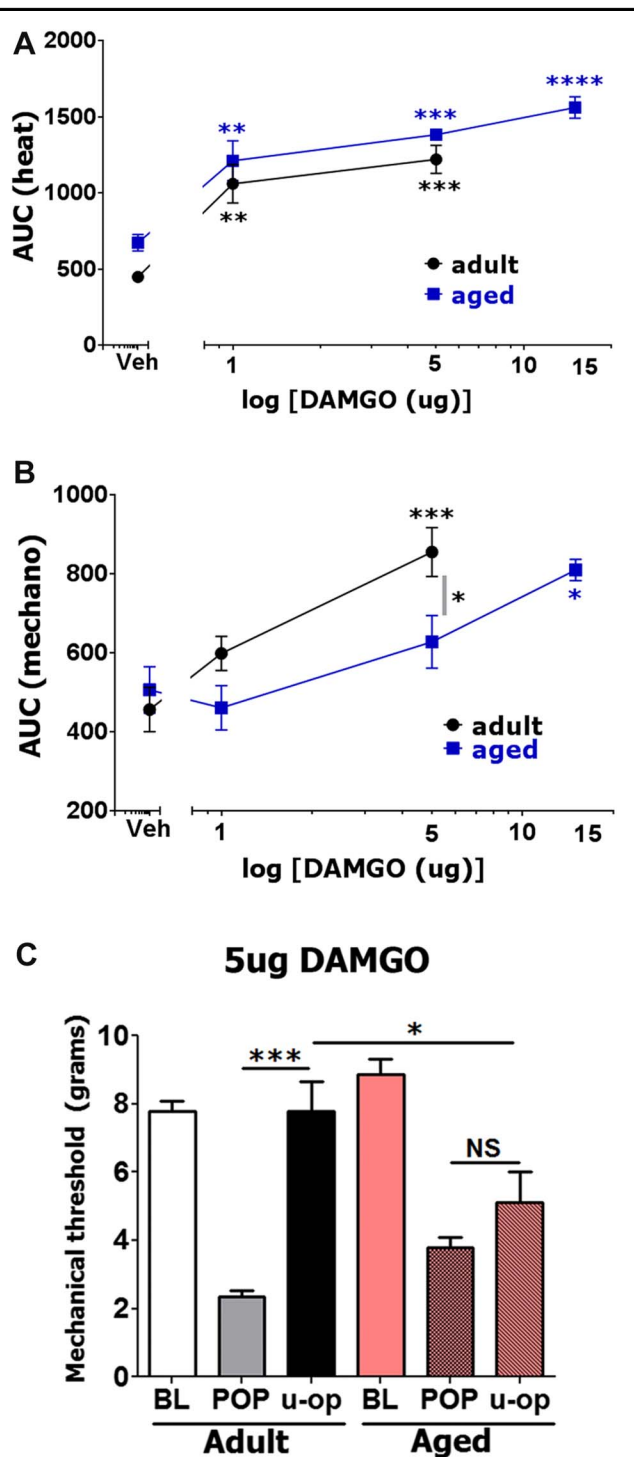 A
2000
1500
1000
500
0
AUC (heat)
**
***
****
**
***
adult
aged
Veh
1
5
10
15
log [DAMGO (ug)]
B
1000
800
600
400
200
AUC (mechano)
***
*
*
adult
aged
Veh
1
5
10
15
log [DAMGO (ug)]
C
5ug DAMGO
10
8
6
4
2
0
Mechanical threshold (grams)
***
*
NS
BL POP u-op BL POP u-op
Adult Aged